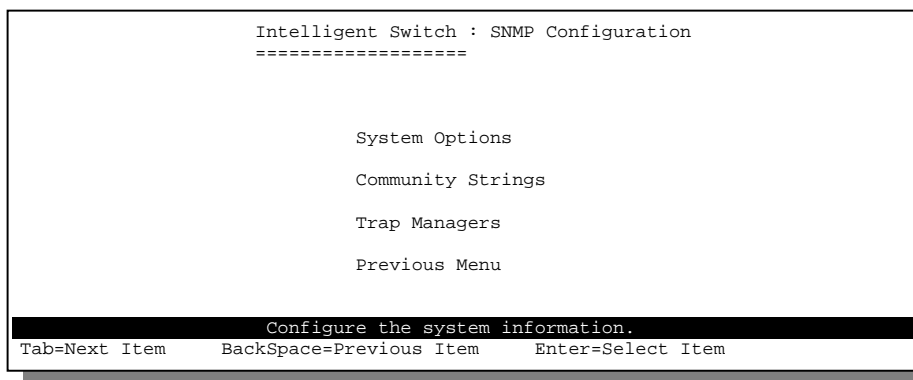 Intelligent Switch : SNMP Configuration
===================
System Options
Community Strings
Trap Managers
Previous Menu
Configure the system information.
Tab=Next Item BackSpace=Previous Item Enter=Select Item